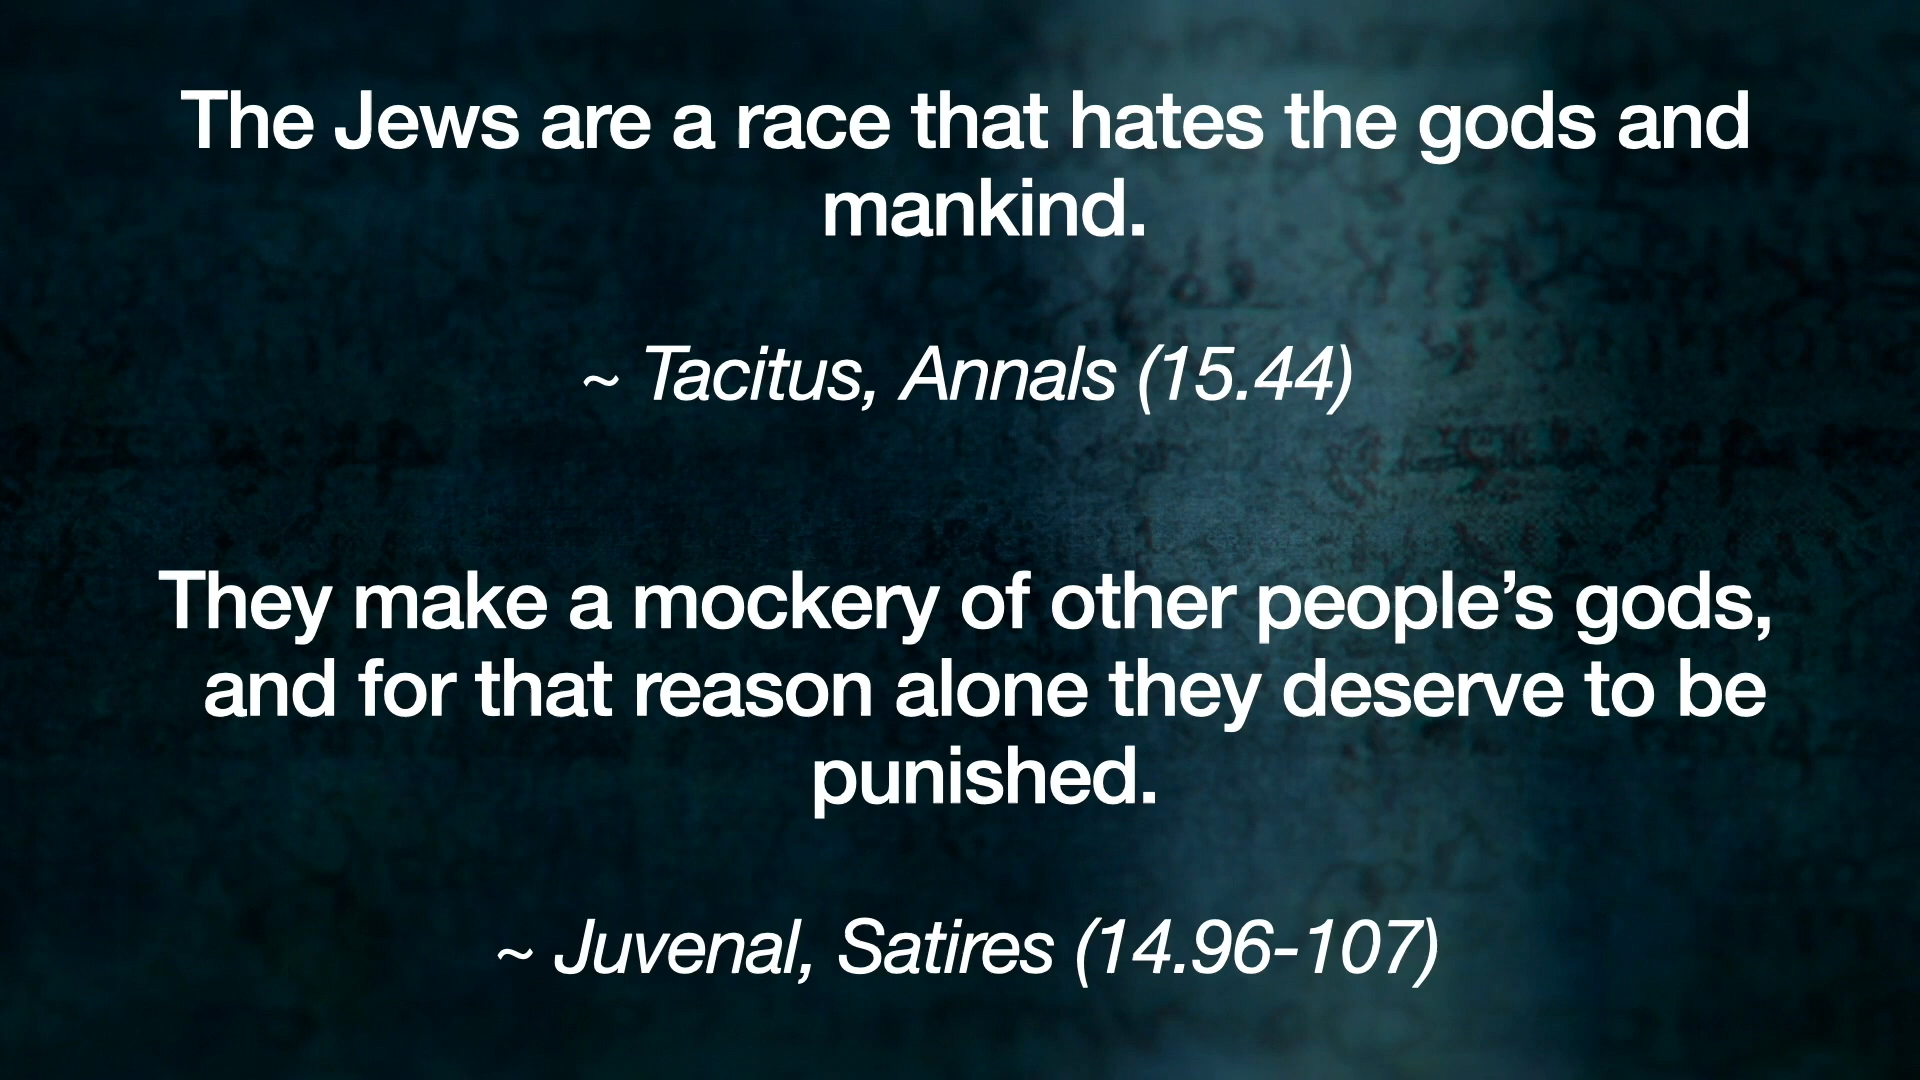 The Jews are a race that hates the gods and
mankind.
~ Tacitus, Annals (15.44)
They make a mockery of other people’s gods,
and for that reason alone they deserve to be
punished.
~ Juvenal, Satires (14.96-107)